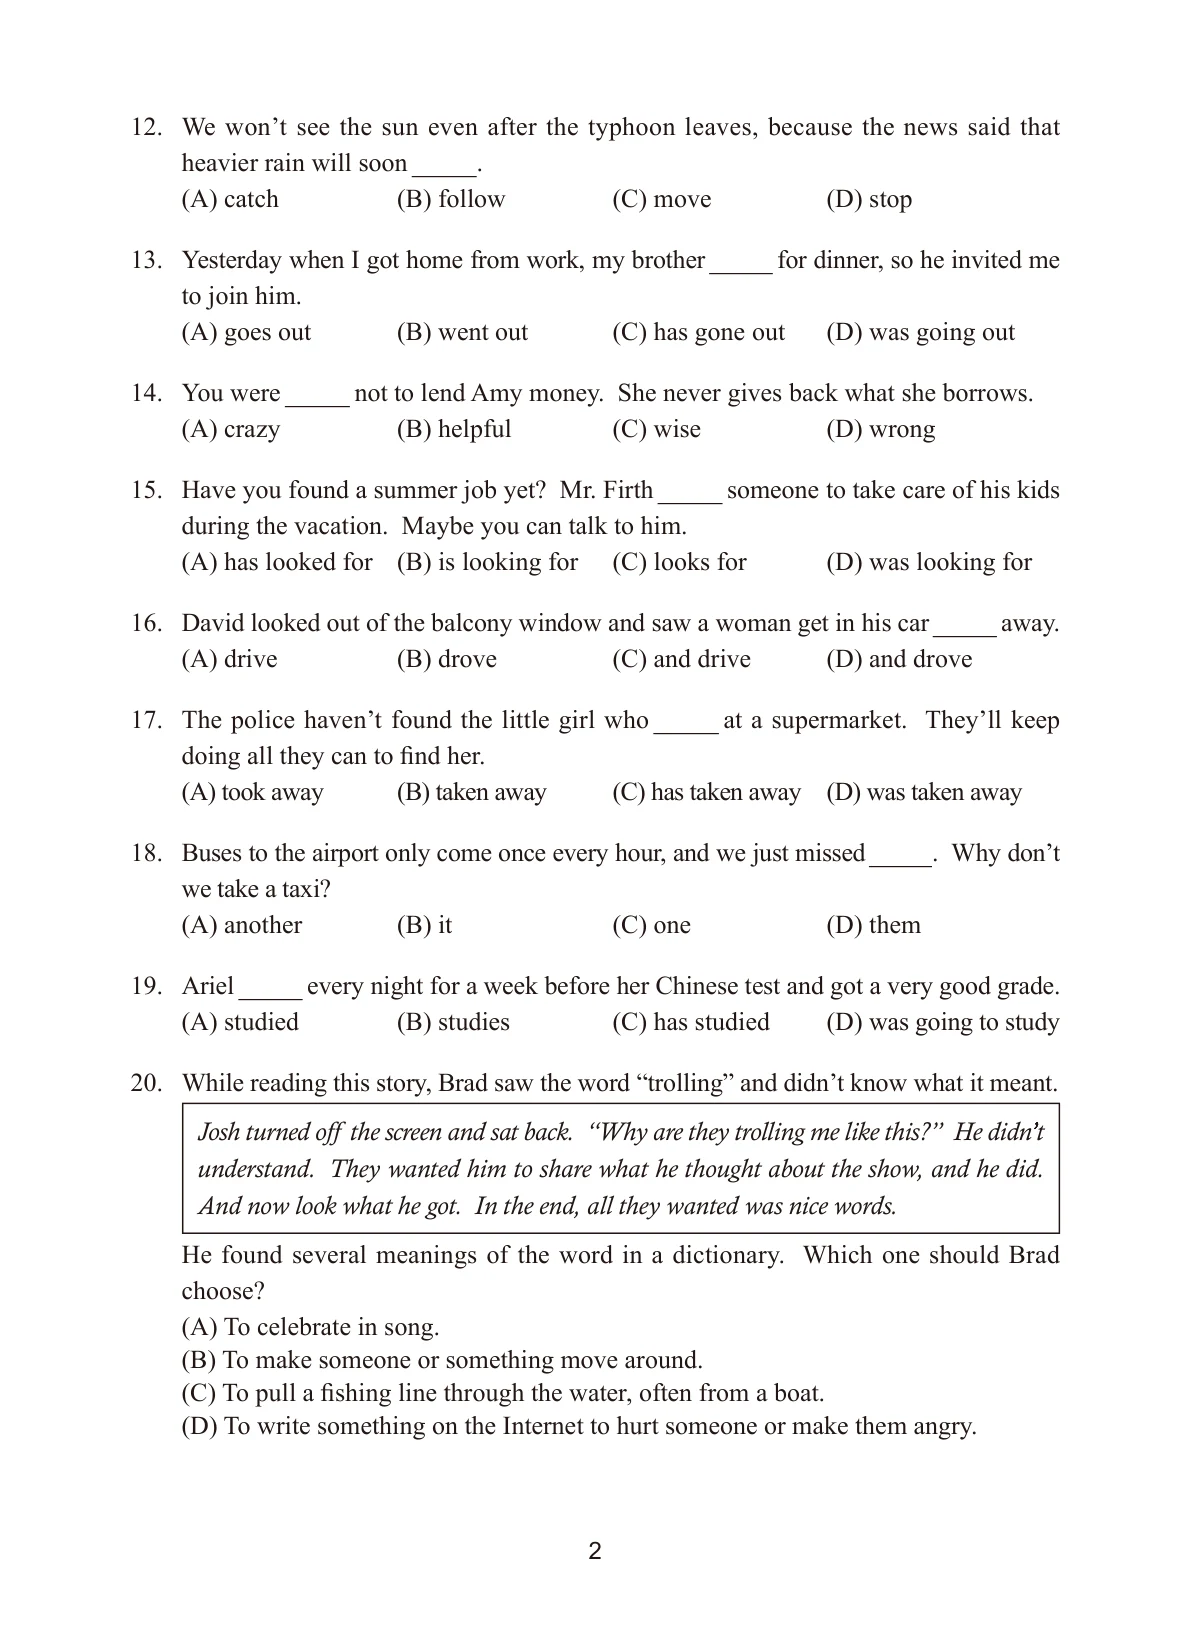 12. We won’t see the sun even after the typhoon leaves, because the news said that
heavier rain will soon _____.
(A) catch (B) follow (C) move (D) stop
13. Yesterday when I got home from work, my brother _____ for dinner, so he invited me
to join him.
(A) goes out (B) went out (C) has gone out (D) was going out
14. You were _____ not to lend Amy money. She never gives back what she borrows.
(A) crazy (B) helpful (C) wise (D) wrong
15. Have you found a summer job yet? Mr. Firth _____ someone to take care of his kids
during the vacation. Maybe you can talk to him.
(A) has looked for (B) is looking for (C) looks for (D) was looking for
16. David looked out of the balcony window and saw a woman get in his car _____ away.
(A) drive (B) drove (C) and drive (D) and drove
17. The police haven’t found the little girl who _____ at a supermarket. They’ll keep
doing all they can to find her.
(A) took away (B) taken away (C) has taken away (D) was taken away
18. Buses to the airport only come once every hour, and we just missed _____. Why don’t
we take a taxi?
(A) another (B) it (C) one (D) them
19. Ariel _____ every night for a week before her Chinese test and got a very good grade.
(A) studied (B) studies (C) has studied (D) was going to study
20. While reading this story, Brad saw the word “trolling” and didn’t know what it meant.
Josh turned off the screen and sat back. “Why are they trolling me like this?” He didn’t
understand. They wanted him to share what he thought about the show, and he did.
And now look what he got. In the end, all they wanted was nice words.
He found several meanings of the word in a dictionary. Which one should Brad
choose?
(A) To celebrate in song.
(B) To make someone or something move around.
(C) To pull a fishing line through the water, often from a boat.
(D) To write something on the Internet to hurt someone or make them angry.
2